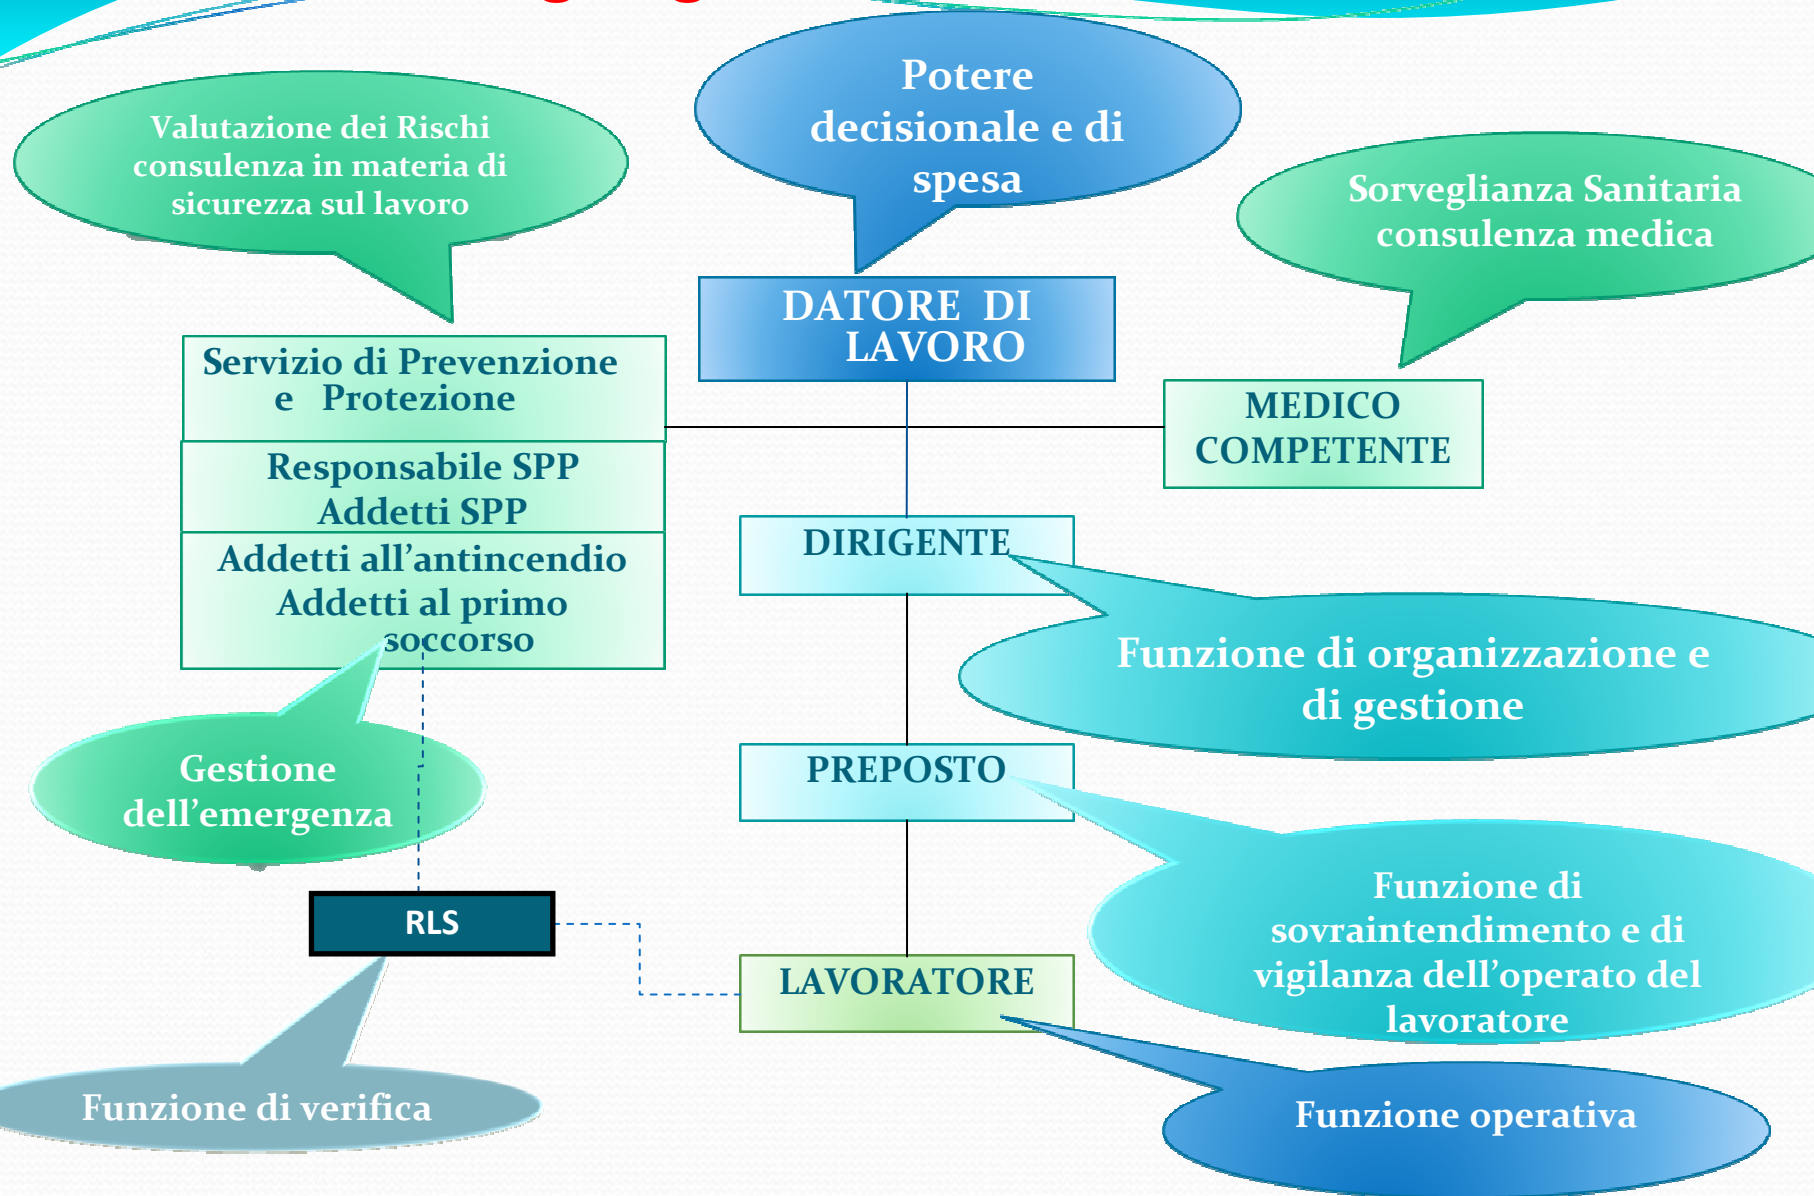 Potere
decisionale e di
spesa
Valutazione dei Rischi
consulenza in materia di
sicurezza sul lavoro
Sorveglianza Sanitaria
consulenza medica
DATORE DI
LAVORO
Servizio di Prevenzione
e Protezione
MEDICO
COMPETENTE
Responsabile SPP
Addetti SPP
DIRIGENTE
Addetti all’antincendio
Addetti al primo
soccorso
Funzione di organizzazione e
di gestione
Gestione
dell’emergenza
PREPOSTO
Funzione di
sovraintendimento e di
vigilanza dell’operato del
lavoratore
RLS
LAVORATORE
Funzione di verifica
Funzione operativa